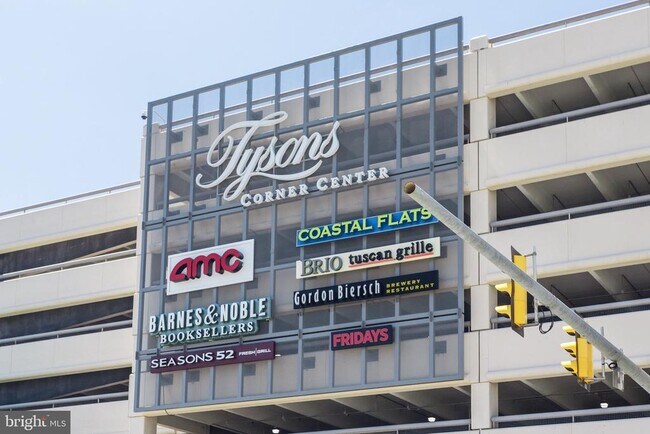 Tysons
CORNER CENTER
COASTAL FLATS
amc
BRIO tuscan grille
Gordon Biersch BREWERY RESTAURANT
BARNES & NOBLE
BOOKSELLERS
FRIDAYS
SEASONS 52 FRESH GRILL
bright MLS